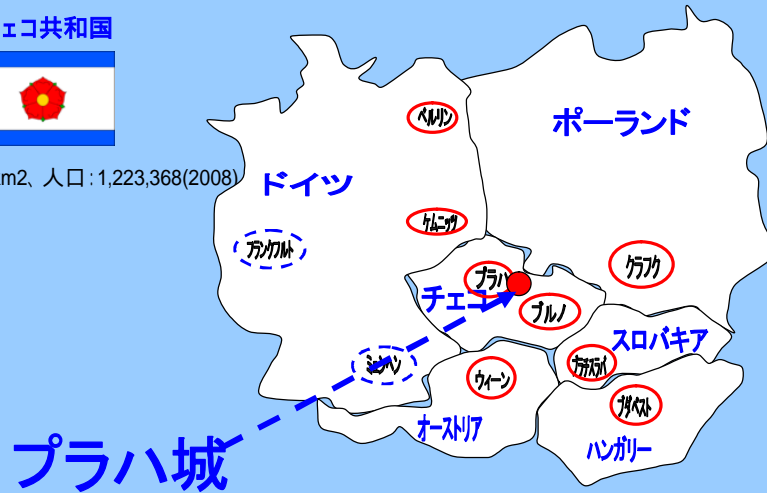 ェコ共和国
m2、人口：1,223,368(2008)
ドイツ
ポーランド
ベルリン
ケムニッツ
フランクフルト
クラフク
プラハ
チェコ
ブルノ
スロバキア
ミュンヘン
ウィーン
ブラチスライ
ブダペスト
オーストリア
ハンガリー
プラハ城